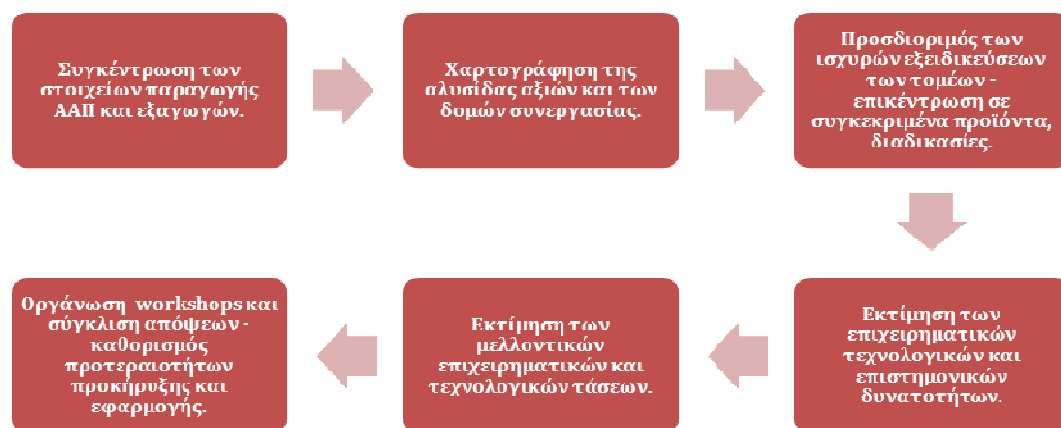 Συγκέντρωση των
στοιχείων παραγωγής
ΑΑΠ και εξαγωγών.
Χαρτογράφηση της
αλυσίδας αξιών και των
δομών συνεργασίας.
Προσδιορισμός των
ισχυρών εξειδικεύσεων
των τομέων -
επικέντρωση σε
συγκεκριμένα προϊόντα,
διαδικασίες.
Εκτίμηση των
επιχειρηματικών
τεχνολογικών και
επιστημονικών
δυνατοτήτων.
Εκτίμηση των
μελλοντικών
επιχειρηματικών και
τεχνολογικών τάσεων.
Οργάνωση workshops και
σύγκλιση απόψεων -
καθορισμός
προτεραιοτήτων
προκήρυξης και
εφαρμογής.